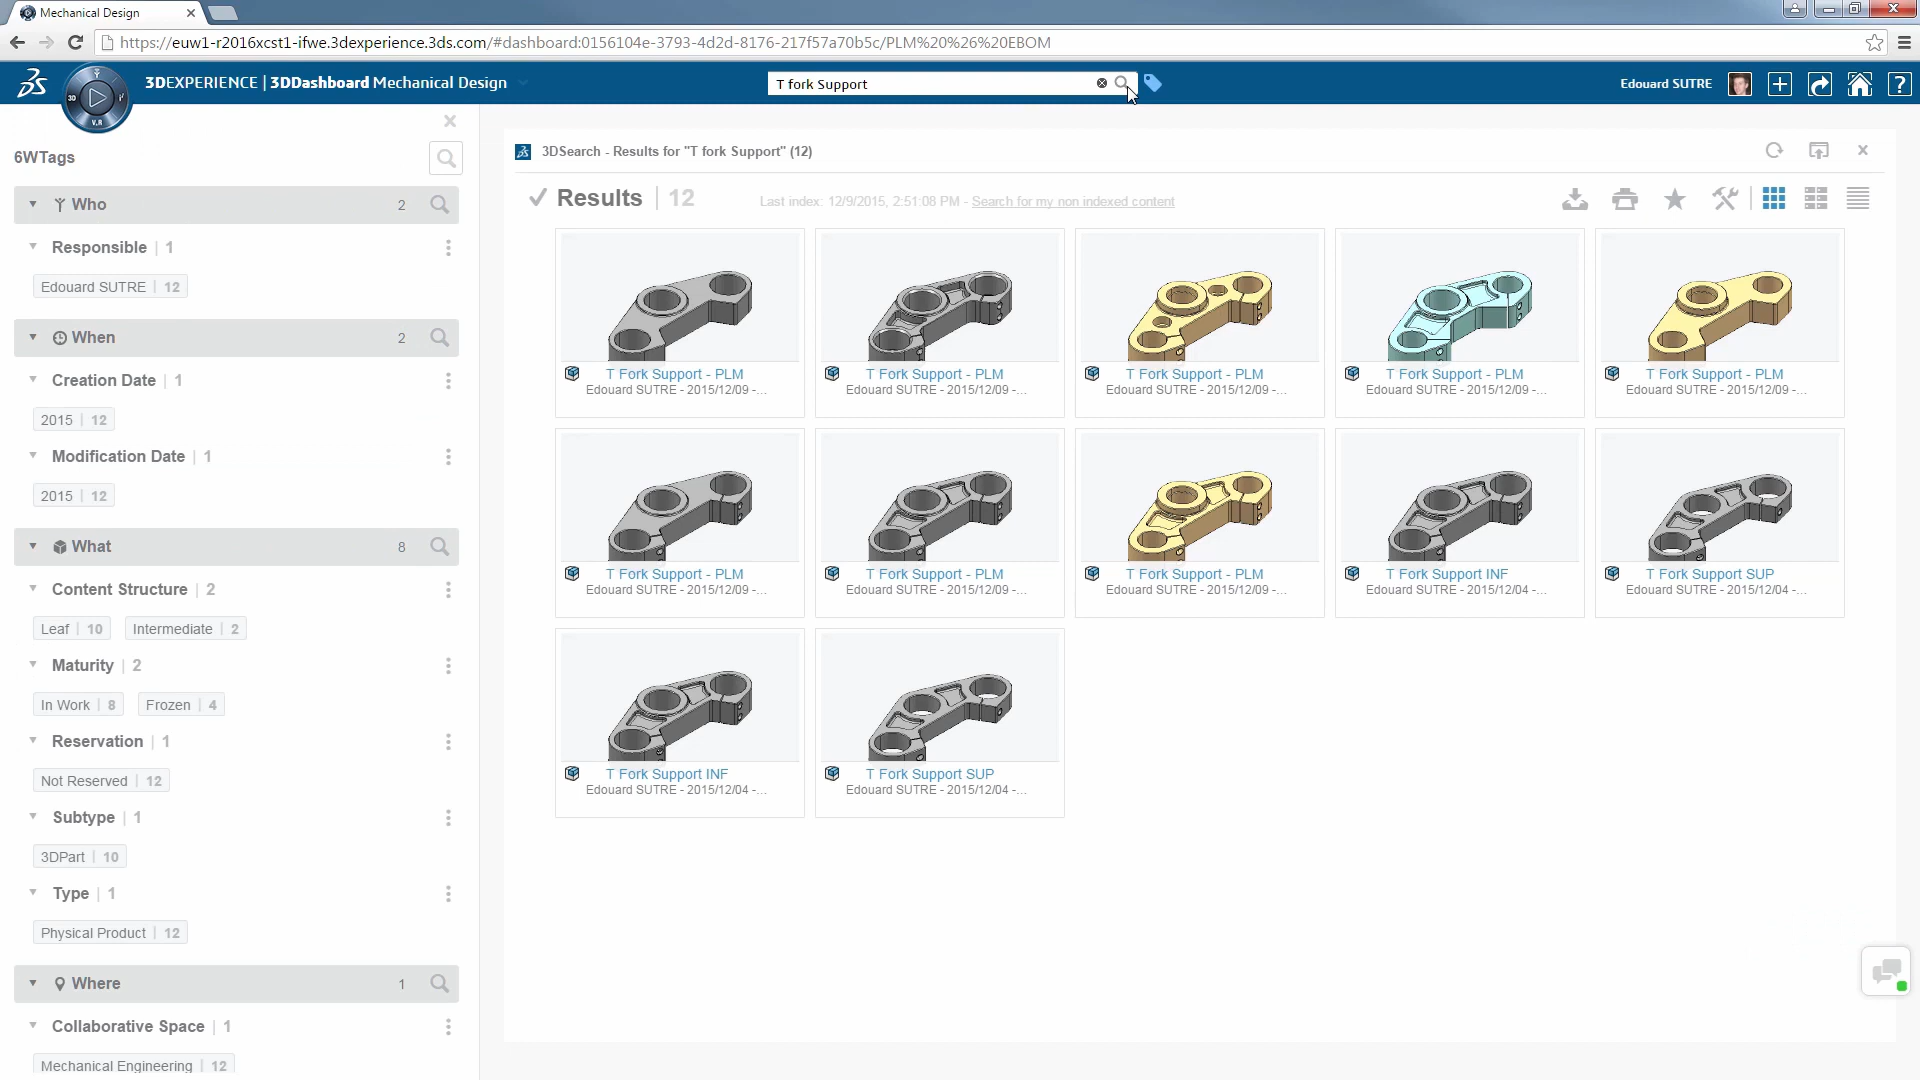 Mechanical Design
https://euw1-r2016xcst1-ifwe.3dexperience.3ds.com/#dashboard:0156104e-3793-4d2d-8176-217f57a70b5c/PLM%20%26%20EBOM
3DEXPERIENCE | 3DDashboard Mechanical Design
T fork Support
Edouard SUTRE
3D
V.R
6WTags
Who 2
Responsible | 1
Edouard SUTRE | 12
When 2
Creation Date | 1
2015 | 12
Modification Date | 1
2015 | 12
What 8
Content Structure | 2
Leaf | 10 Intermediate | 2
Maturity | 2
In Work | 8 Frozen | 4
Reservation | 1
Not Reserved | 12
Subtype | 1
3DPart | 10
Type | 1
Physical Product | 12
Where 1
Collaborative Space | 1
Mechanical Engineering | 12
3DSearch - Results for "T fork Support" (12)
Results | 12
Last index: 12/9/2015, 2:51:08 PM - Search for my non indexed content
T Fork Support - PLM
Edouard SUTRE - 2015/12/09 -...
T Fork Support - PLM
Edouard SUTRE - 2015/12/09 -...
T Fork Support - PLM
Edouard SUTRE - 2015/12/09 -...
T Fork Support - PLM
Edouard SUTRE - 2015/12/09 -...
T Fork Support - PLM
Edouard SUTRE - 2015/12/09 -...
T Fork Support - PLM
Edouard SUTRE - 2015/12/09 -...
T Fork Support - PLM
Edouard SUTRE - 2015/12/09 -...
T Fork Support - PLM
Edouard SUTRE - 2015/12/09 -...
T Fork Support INF
Edouard SUTRE - 2015/12/04 -...
T Fork Support SUP
Edouard SUTRE - 2015/12/04 -...
T Fork Support INF
Edouard SUTRE - 2015/12/04 -...
T Fork Support SUP
Edouard SUTRE - 2015/12/04 -...